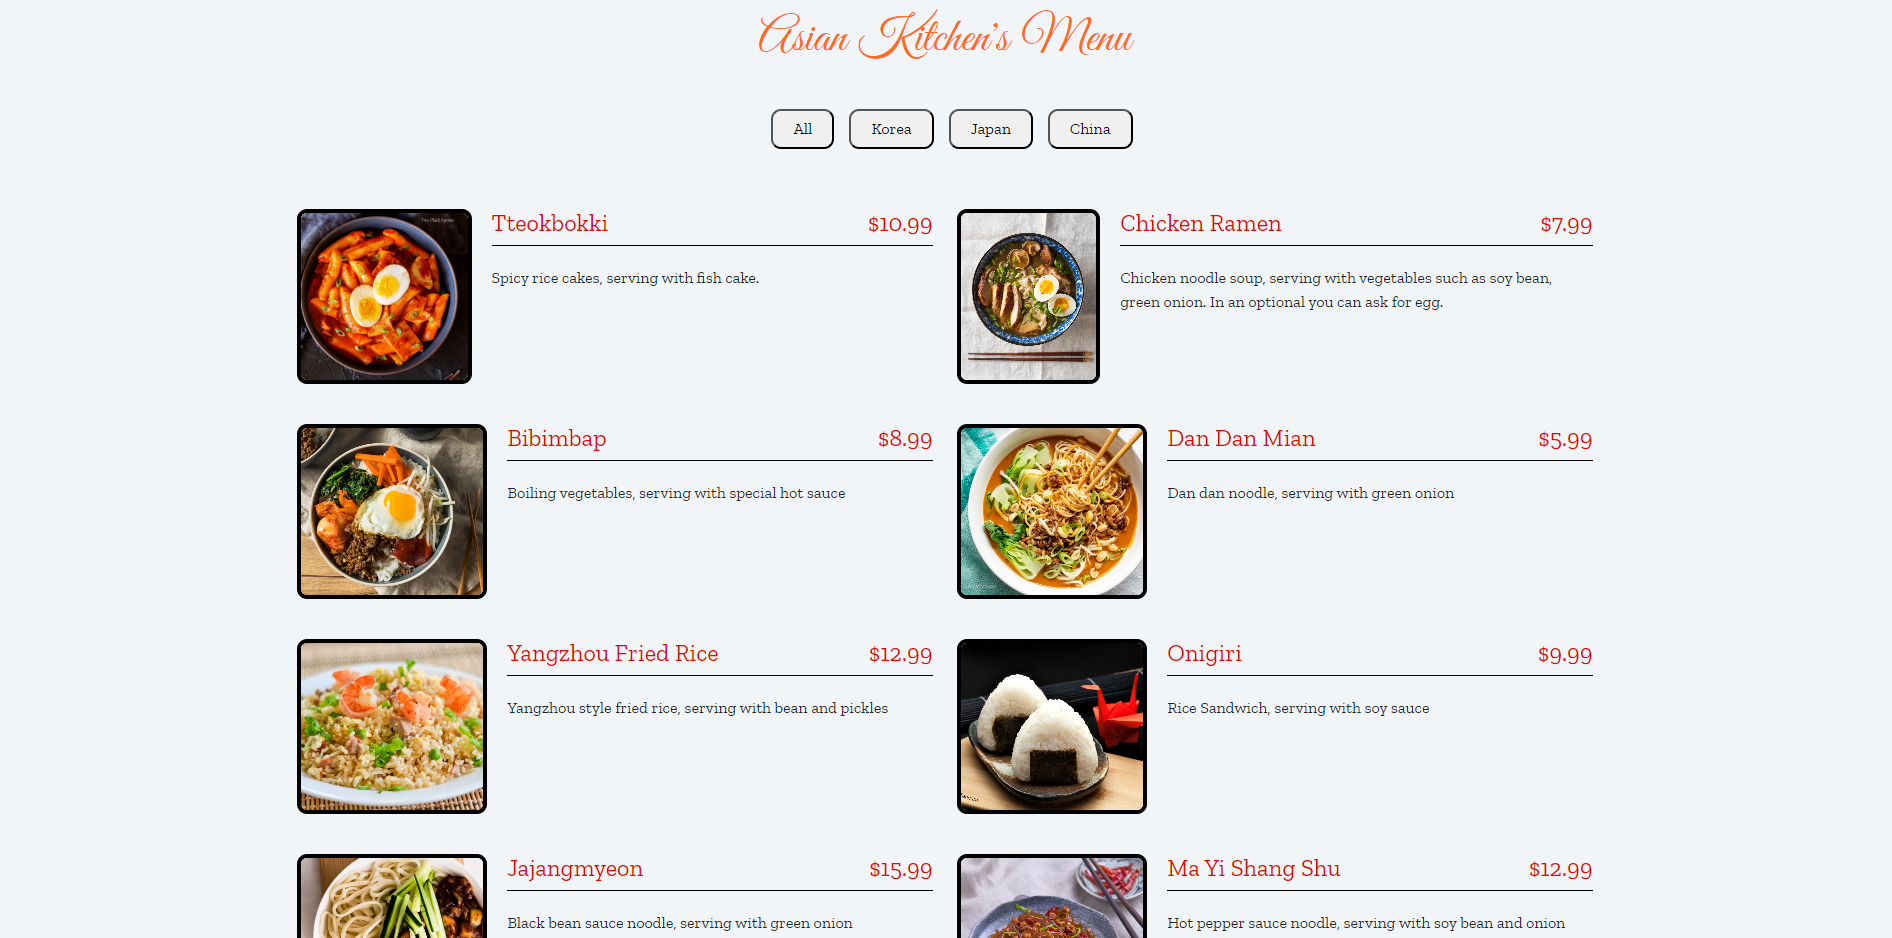 Asian Kitchen's Menu
All
Korea
Japan
China
Tteokbokki
$10.99
Spicy rice cakes, serving with fish cake.
Chicken Ramen
$7.99
Chicken noodle soup, serving with vegetables such as soy bean,
green onion. In an optional you can ask for egg.
Bibimbap
$8.99
Boiling vegetables, serving with special hot sauce
Dan Dan Mian
$5.99
Dan dan noodle, serving with green onion
Yangzhou Fried Rice
$12.99
Yangzhou style fried rice, serving with bean and pickles
Onigiri
$9.99
Rice Sandwich, serving with soy sauce
Jajangmyeon
$15.99
Black bean sauce noodle, serving with green onion
Ma Yi Shang Shu
$12.99
Hot pepper sauce noodle, serving with soy bean and onion